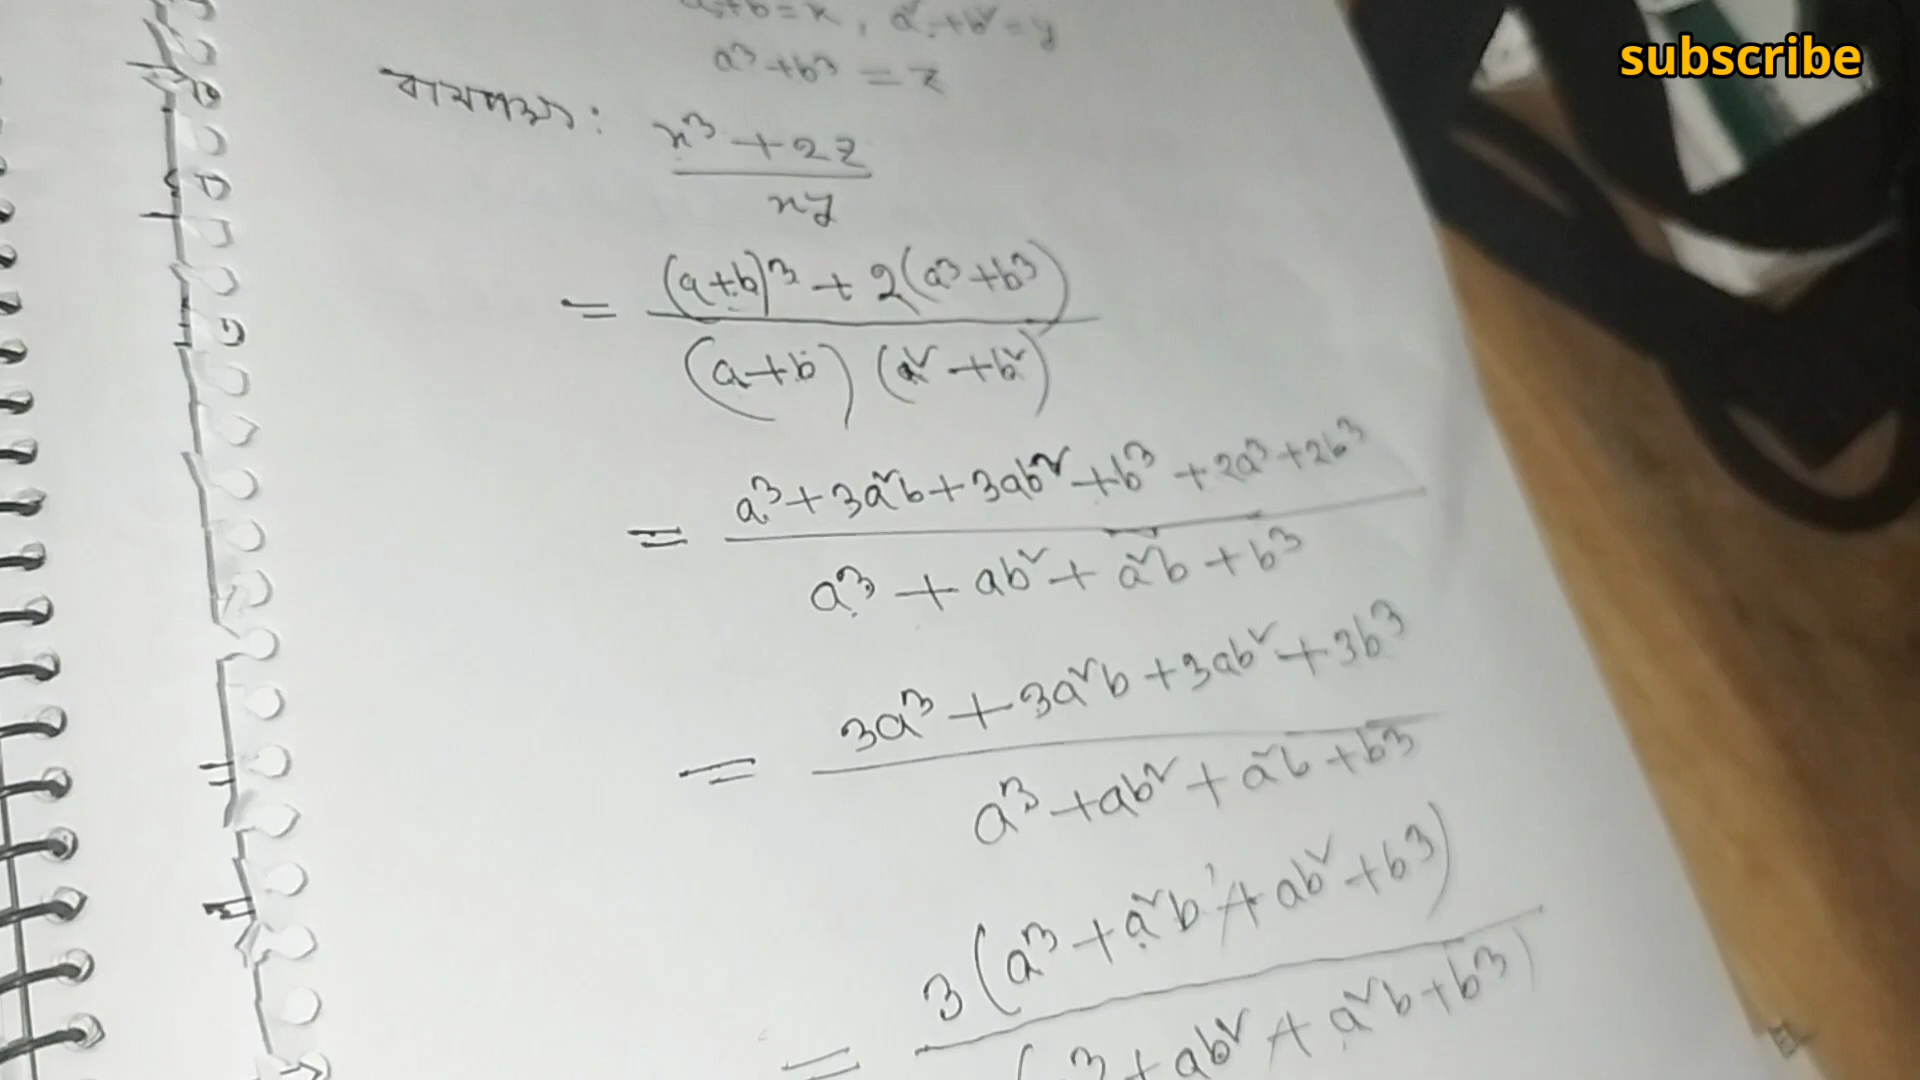 subscribe
a+b=x, a²+b²=y
a³+b³=z
বামপক্ষ: x³+2z
xy
= (a+b)³+2(a³+b³)
(a+b)(a²+b²)
= a³+3a²b+3ab²+b³+2a³+2b³
a³+ab²+a²b+b³
= 3a³+3a²b+3ab²+3b³
a³+ab²+a²b+b³
= 3(a³+a²b+ab²+b³)
(a³+ab²+a²b+b³)